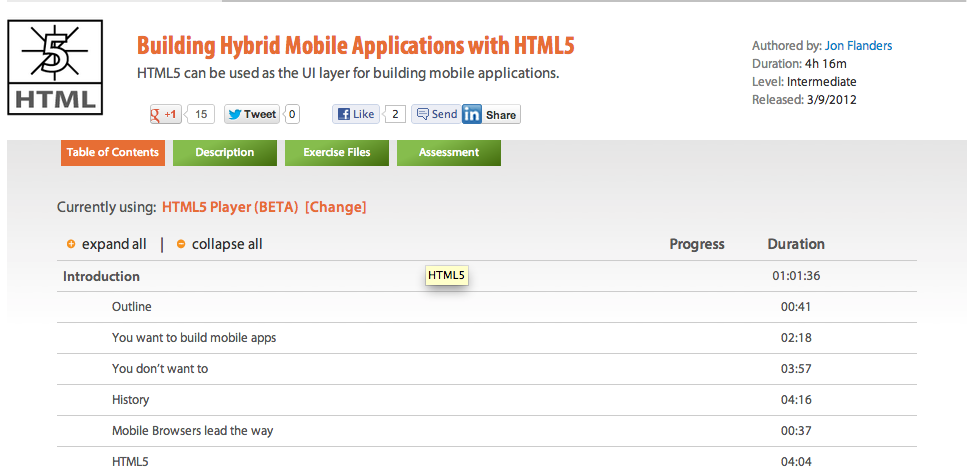 5
HTML
Building Hybrid Mobile Applications with HTML5
HTML5 can be used as the UI layer for building mobile applications.
Authored by: Jon Flanders
Duration: 4h 16m
Level: Intermediate
Released: 3/9/2012
g +1 15 Tweet 0 Like 2 Send in Share
Table of Contents Description Exercise Files Assessment
Currently using: HTML5 Player (BETA) [Change]
expand all | collapse all Progress Duration
Introduction HTML5 01:01:36
Outline 00:41
You want to build mobile apps 02:18
You don't want to 03:57
History 04:16
Mobile Browsers lead the way 00:37
HTML5 04:04